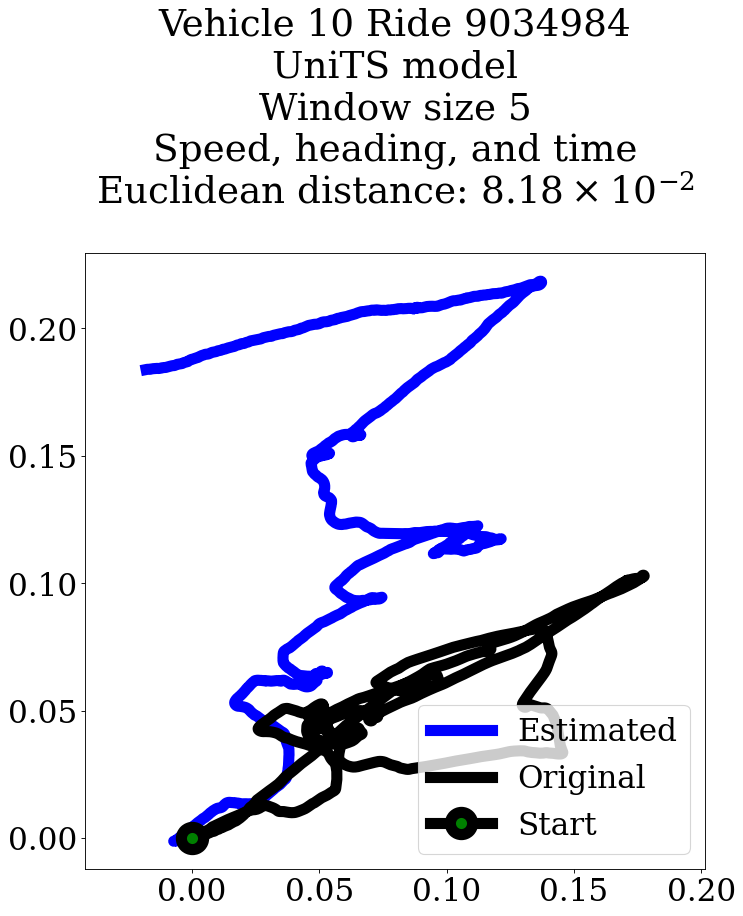 Vehicle 10 Ride 9034984
UniTS model
Window size 5
Speed, heading, and time
Euclidean distance: 8.18 × 10⁻²
0.20
0.15
0.10
0.05
0.00
Estimated
Original
Start
0.00 0.05 0.10 0.15 0.20